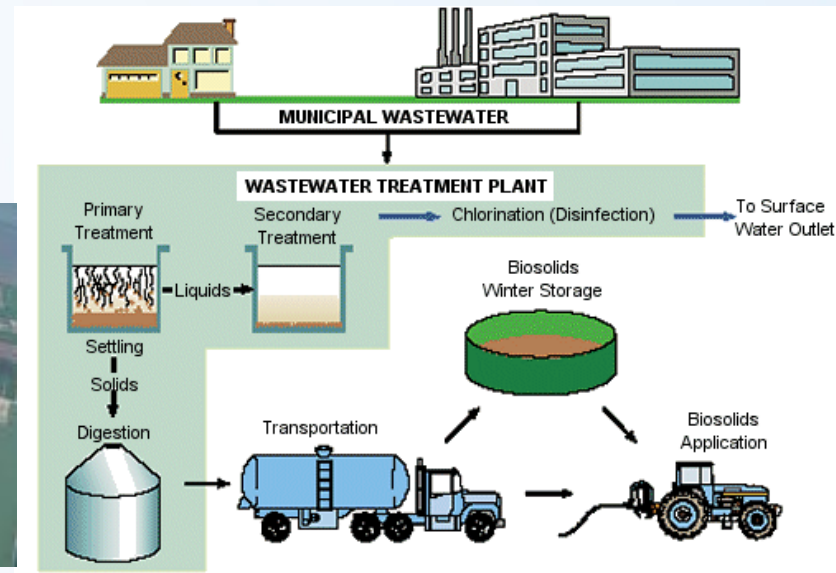 MUNICIPAL WASTEWATER
WASTEWATER TREATMENT PLANT
Primary
Treatment
Secondary
Treatment
Chlorination (Disinfection)
To Surface
Water Outlet
Liquids
Biosolids
Winter Storage
Settling
Solids
Digestion
Transportation
Biosolids
Application